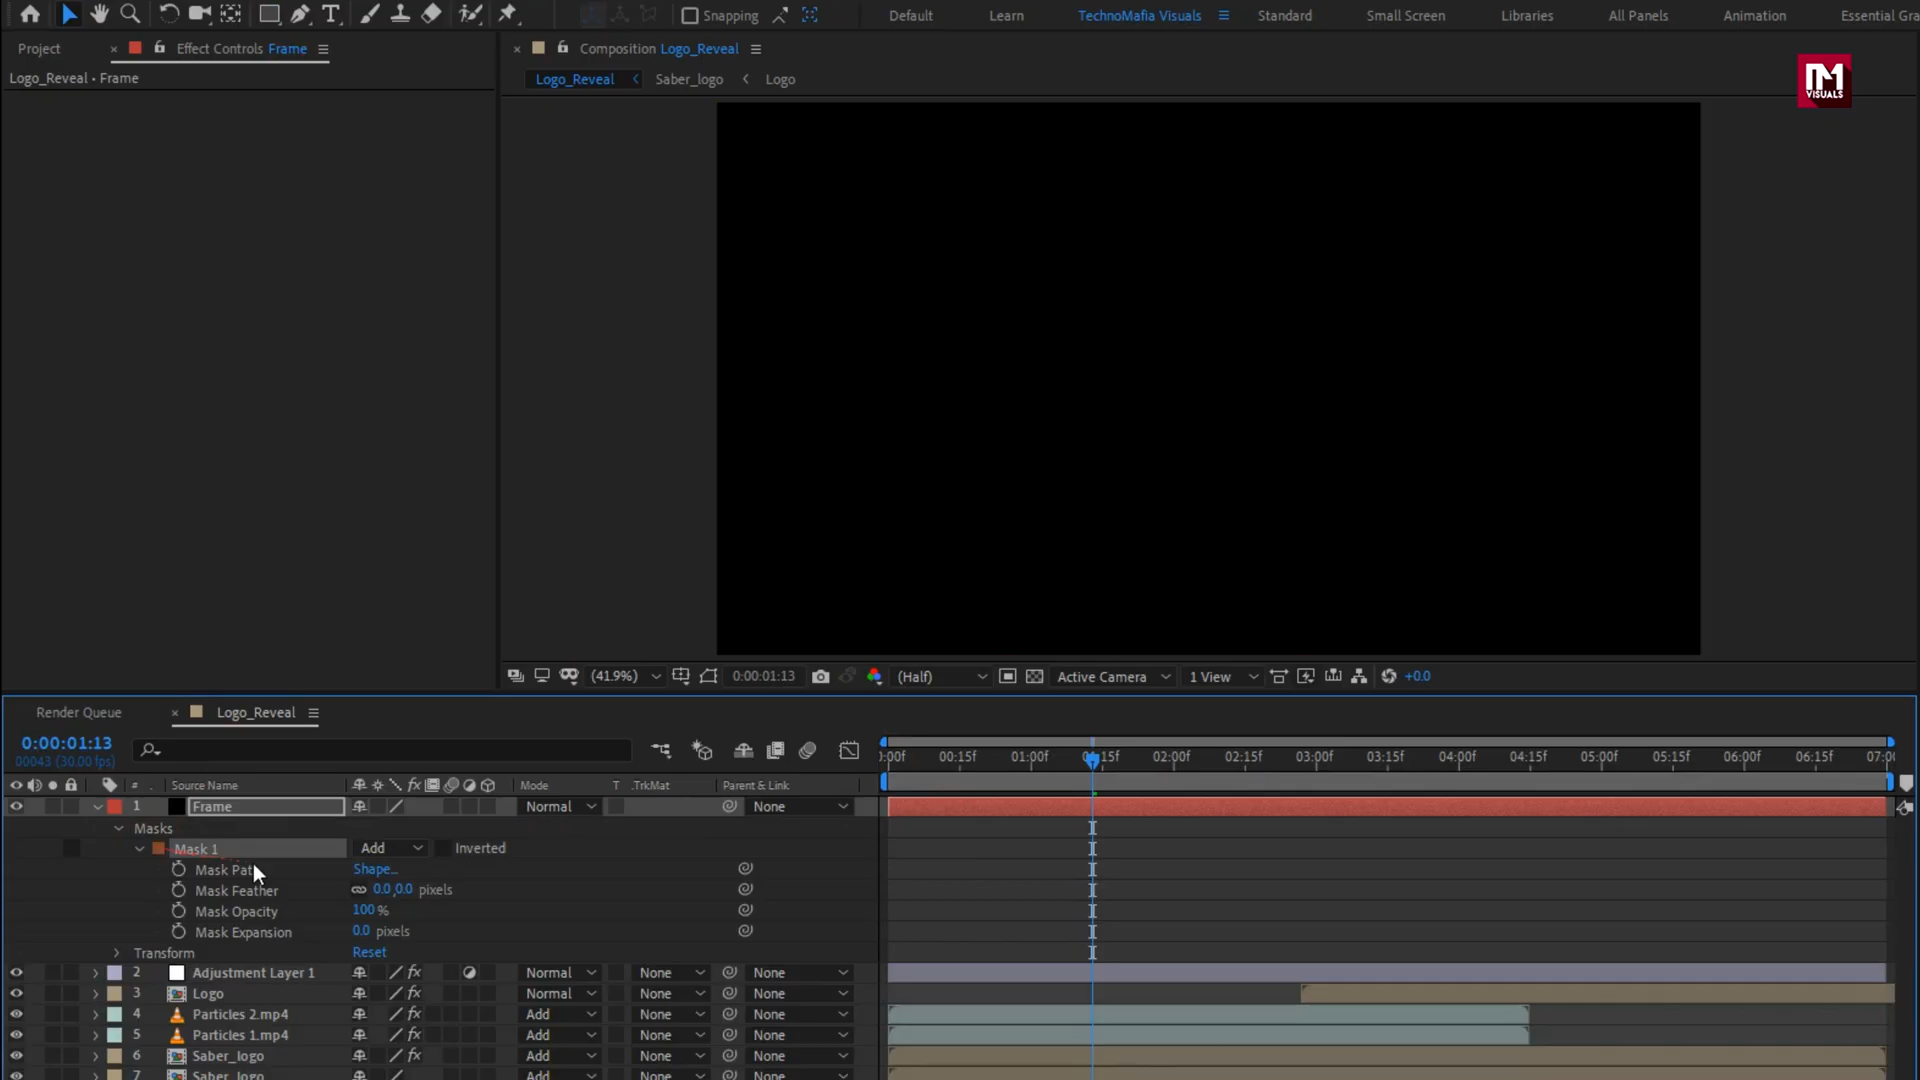 Snapping
Default
Learn
TechnoMafia Visuals
Standard
Small Screen
Libraries
All Panels
Animation
Essential Gra
Project
Effect Controls Frame
Composition Logo_Reveal
Logo_Reveal • Frame
Logo_Reveal
Saber_logo
Logo
VISUALS
(41.9%)
0:00:01:13
(Half)
Active Camera
1 View
+0.0
Render Queue
Logo_Reveal
0:00:01:13
00043 (30.00 fps)
):00f 00:15f 01:00f 15f 02:00f 02:15f 03:00f 03:15f 04:00f 04:15f 05:00f 05:15f 06:00f 06:15f 07:00
# . Source Name Mode T .TrkMat Parent & Link
1 Frame Normal None
Masks
Mask 1 Add Inverted
Mask Pat Shape...
Mask Feather 0.0,0.0 pixels
Mask Opacity 100 %
Mask Expansion 0.0 pixels
Transform Reset
2 Adjustment Layer 1 Normal None None
3 Logo Normal None None
4 Particles 2.mp4 Add None None
5 Particles 1.mp4 Add None None
6 Saber_logo Add None None
7 Saber_logo Add None None